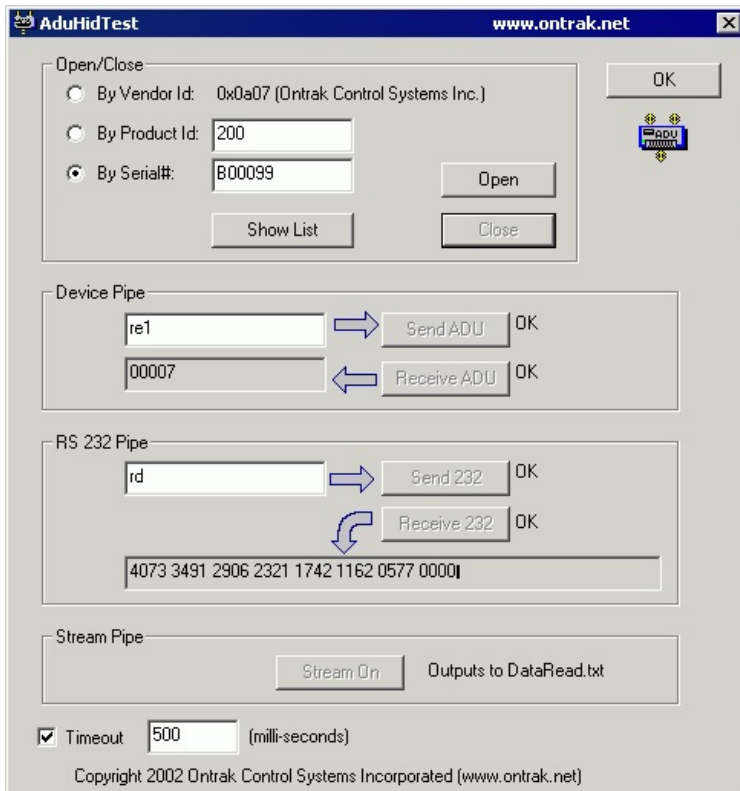 AduHidTest www.ontrak.net
Open/Close
By Vendor Id: 0x0a07 (Ontrak Control Systems Inc.)
OK
By Product Id: 200
ADU
By Serial#: B00099
Open
Show List
Close
Device Pipe
re1
Send ADU OK
00007
Receive ADU OK
RS 232 Pipe
rd
Send 232 OK
Receive 232 OK
4073 3491 2906 2321 1742 1162 0577 0000
Stream Pipe
Stream On Outputs to DataRead.txt
Timeout 500 (milli-seconds)
Copyright 2002 Ontrak Control Systems Incorporated (www.ontrak.net)